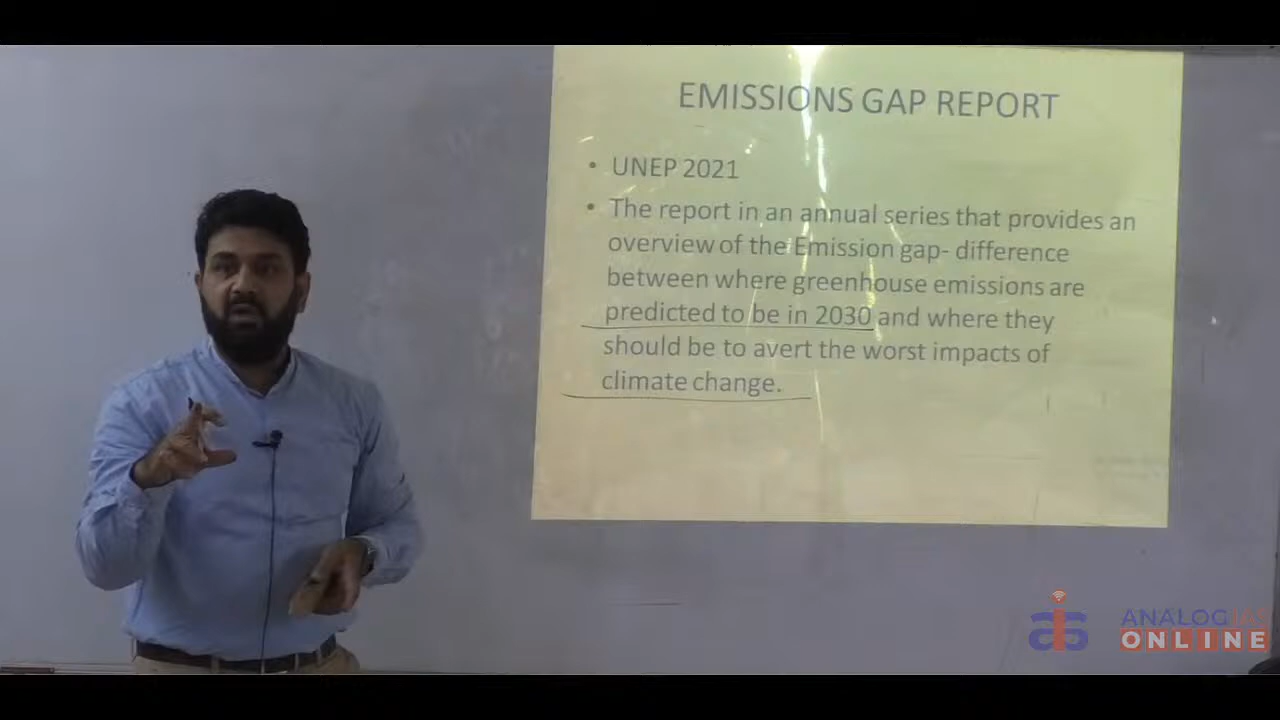 EMISSIONS GAP REPORT
• UNEP 2021
• The report in an annual series that provides an
overview of the Emission gap- difference
between where greenhouse emissions are
predicted to be in 2030 and where they
should be to avert the worst impacts of
climate change.
ANALOG IAS
ONLINE